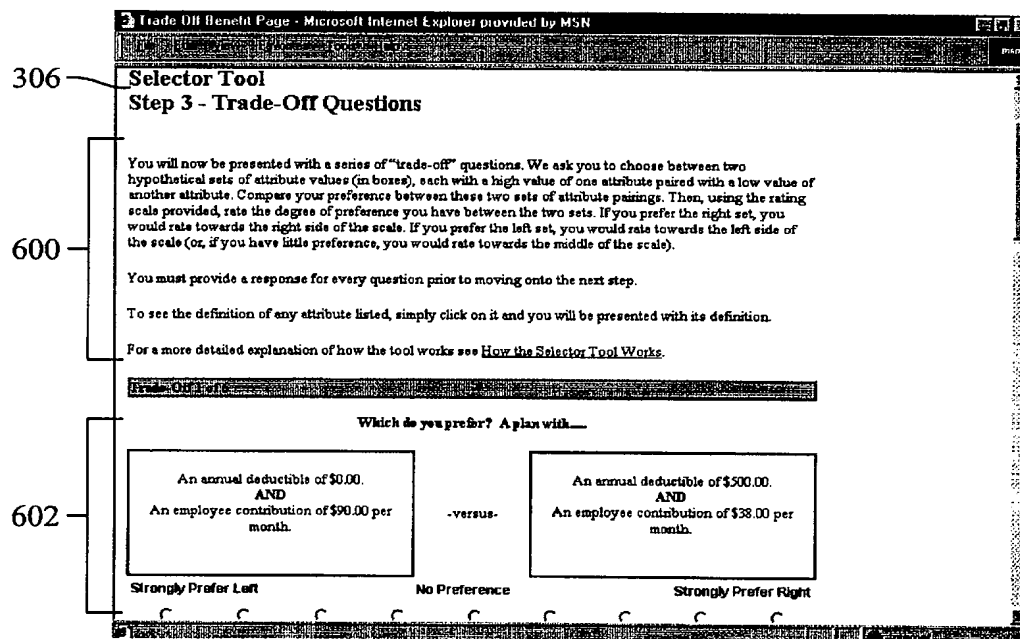 Trade Off Benefit Page - Microsoft Internet Explorer provided by MSN
306
Selector Tool
Step 3 - Trade-Off Questions
You will now be presented with a series of "trade-off" questions. We ask you to choose between two
hypothetical sets of attribute values (in boxes), each with a high value of one attribute paired with a low value of
another attribute. Compare your preference between these two sets of attribute pairings. Then, using the rating
scale provided, rate the degree of preference you have between the two sets. If you prefer the right set, you
would rate towards the right side of the scale. If you prefer the left set, you would rate towards the left side of
the scale (or, if you have little preference, you would rate towards the middle of the scale).
600
You must provide a response for every question prior to moving onto the next step.
To see the definition of any attribute listed, simply click on it and you will be presented with its definition.
For a more detailed explanation of how the tool works see How the Selector Tool Works.
Trade-Off 1 of 6
Which do you prefer? A plan with.....
602
An annual deductible of $0.00.
AND
An employee contribution of $90.00 per
month.
-versus-
An annual deductible of $500.00.
AND
An employee contribution of $38.00 per
month.
Strongly Prefer Left
No Preference
Strongly Prefer Right